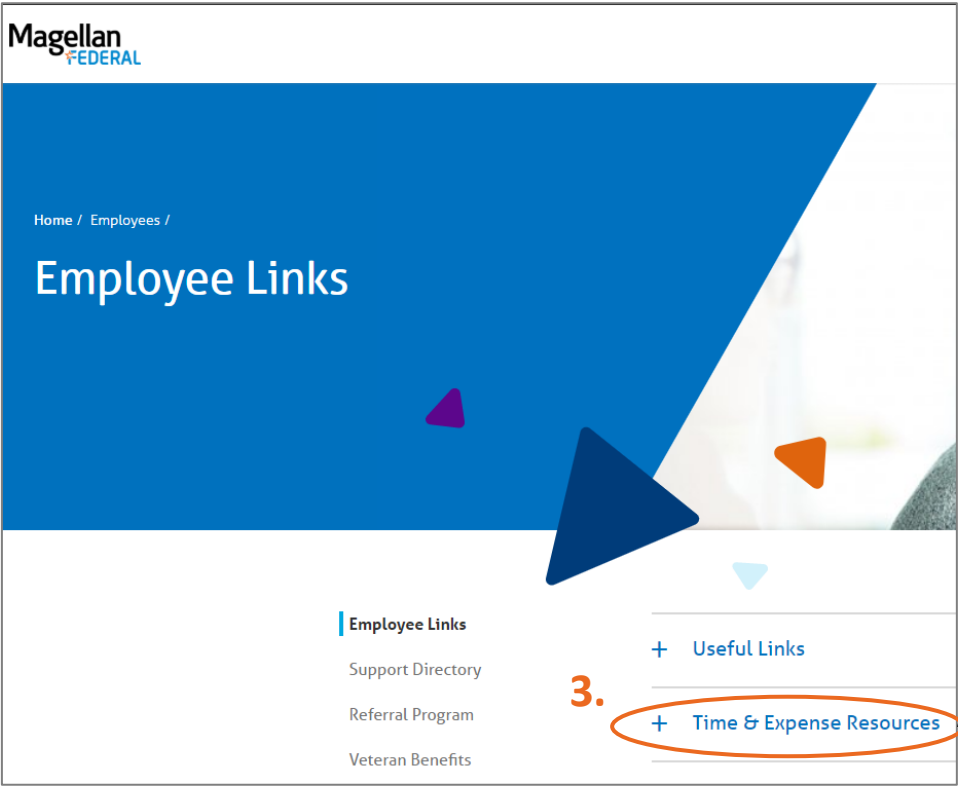 Magellan
FEDERAL
Home / Employees /
Employee Links
Employee Links
Support Directory
Referral Program
Veteran Benefits
+ Useful Links
3.
+ Time & Expense Resources